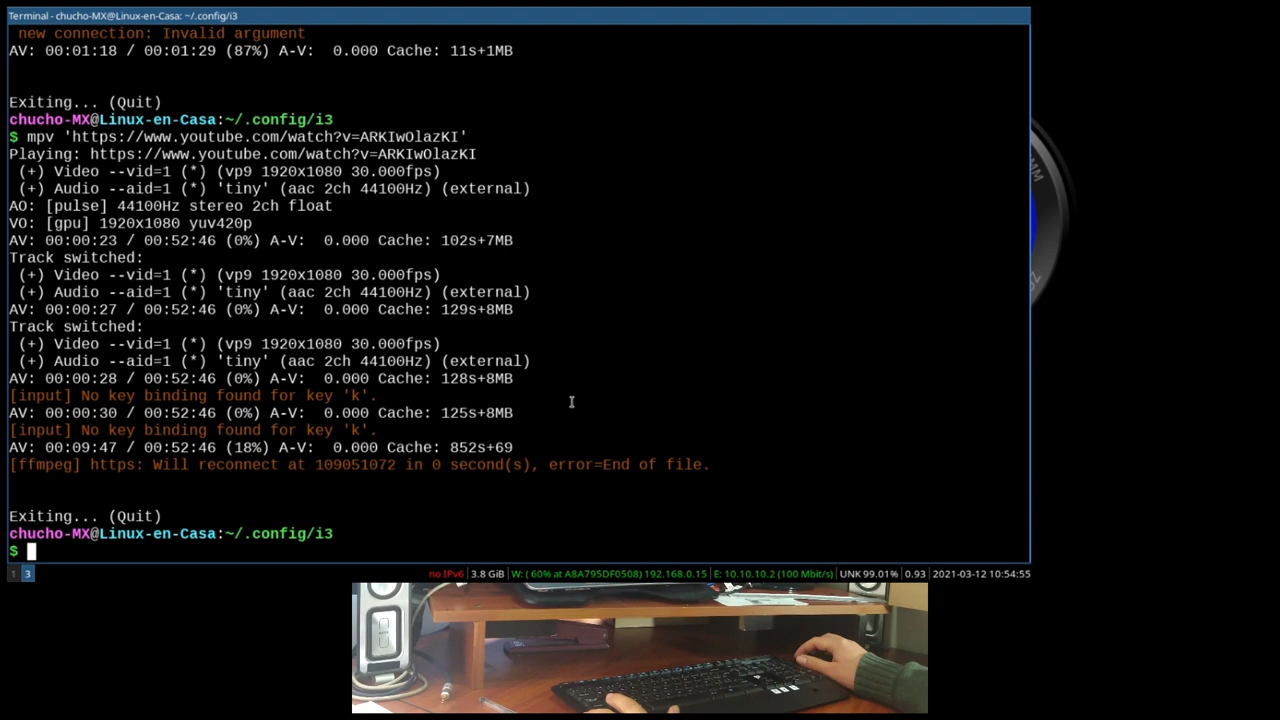 Terminal - chucho-MX@Linux-en-Casa: ~/.config/i3
new connection: Invalid argument
AV: 00:01:18 / 00:01:29 (87%) A-V:  0.000 Cache: 11s+1MB
Exiting... (Quit)
chucho-MX@Linux-en-Casa:~/.config/i3
$ mpv 'https://www.youtube.com/watch?v=ARKIwOlazKI'
Playing: https://www.youtube.com/watch?v=ARKIwOlazKI
(+) Video --vid=1 (*) (vp9 1920x1080 30.000fps)
(+) Audio --aid=1 (*) 'tiny' (aac 2ch 44100Hz) (external)
AO: [pulse] 44100Hz stereo 2ch float
VO: [gpu] 1920x1080 yuv420p
AV: 00:00:23 / 00:52:46 (0%) A-V:  0.000 Cache: 102s+7MB
Track switched:
(+) Video --vid=1 (*) (vp9 1920x1080 30.000fps)
(+) Audio --aid=1 (*) 'tiny' (aac 2ch 44100Hz) (external)
AV: 00:00:27 / 00:52:46 (0%) A-V:  0.000 Cache: 129s+8MB
Track switched:
(+) Video --vid=1 (*) (vp9 1920x1080 30.000fps)
(+) Audio --aid=1 (*) 'tiny' (aac 2ch 44100Hz) (external)
AV: 00:00:28 / 00:52:46 (0%) A-V:  0.000 Cache: 128s+8MB
[input] No key binding found for key 'k'.
AV: 00:00:30 / 00:52:46 (0%) A-V:  0.000 Cache: 125s+8MB
[input] No key binding found for key 'k'.
AV: 00:09:47 / 00:52:46 (18%) A-V:  0.000 Cache: 852s+69
[ffmpeg] https: Will reconnect at 109051072 in 0 second(s), error=End of file.
Exiting... (Quit)
chucho-MX@Linux-en-Casa:~/.config/i3
$
1 3 no IPv6 | 3.8 GiB | W: ( 60% at A8A795DF0508) 192.168.0.15 | E: 10.10.10.2 (100 Mbit/s) | UNK 99.01% | 0.93 | 2021-03-12 10:54:55